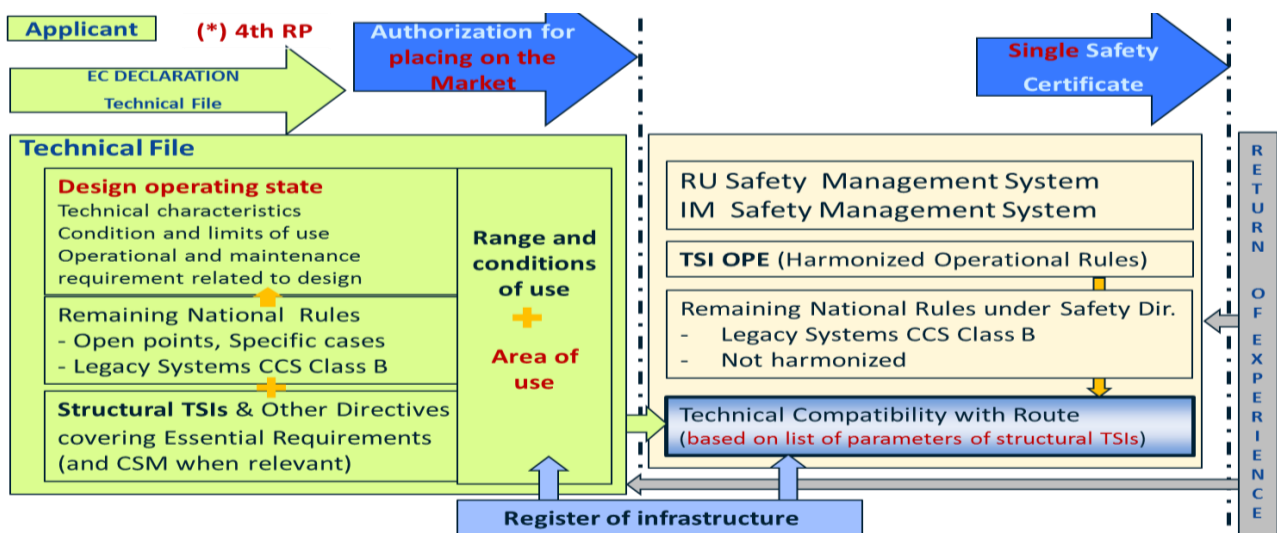 Applicant
(*) 4th RP
Authorization for
placing on the
Market
Single Safety
Certificate
EC DECLARATION
Technical File
Technical File
Design operating state
Technical characteristics
Condition and limits of use
Operational and maintenance
requirement related to design
Remaining National Rules
- Open points, Specific cases
- Legacy Systems CCS Class B
Structural TSIs & Other Directives
covering Essential Requirements
(and CSM when relevant)
Range and
conditions
of use
Area of
use
RU Safety Management System
IM Safety Management System
TSI OPE (Harmonized Operational Rules)
Remaining National Rules under Safety Dir.
- Legacy Systems CCS Class B
- Not harmonized
Technical Compatibility with Route
(based on list of parameters of structural TSIs)
Register of infrastructure
RETURN OF EXPERIENCE